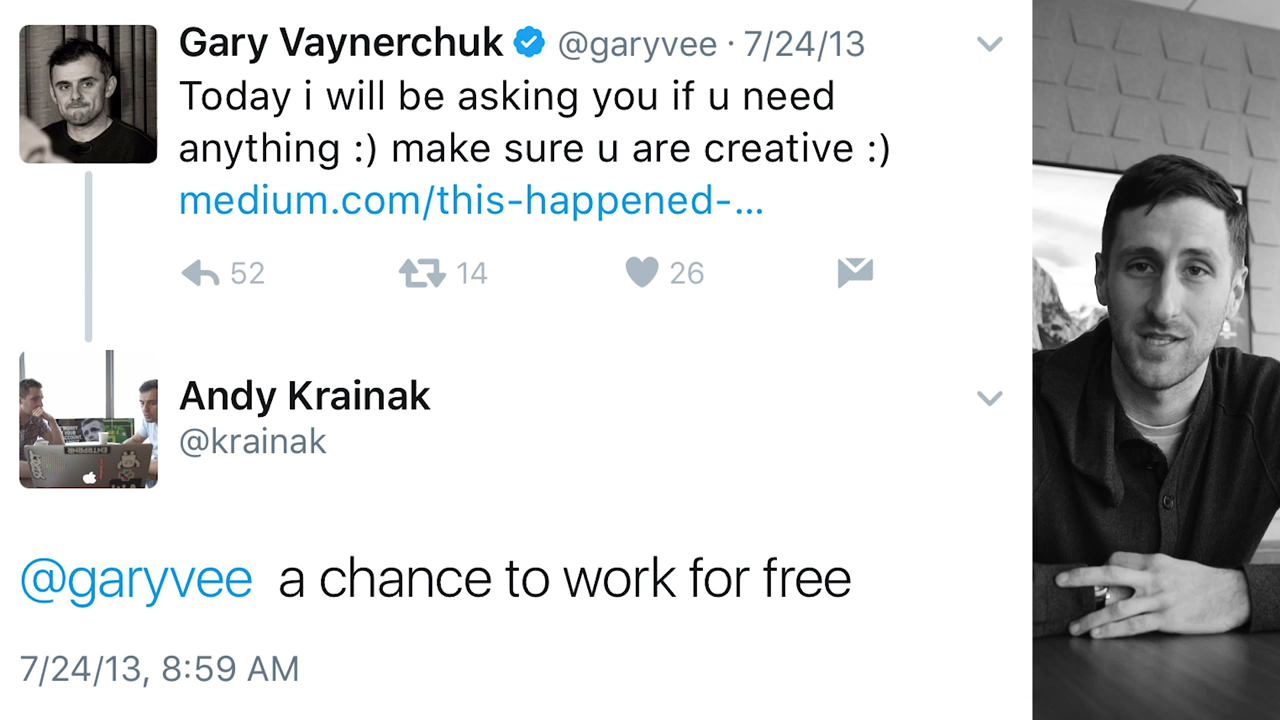 Gary Vaynerchuk @garyvee · 7/24/13
Today i will be asking you if u need
anything :) make sure u are creative :)
medium.com/this-happened-...
52 14 26
Andy Krainak
@krainak
@garyvee a chance to work for free
7/24/13, 8:59 AM